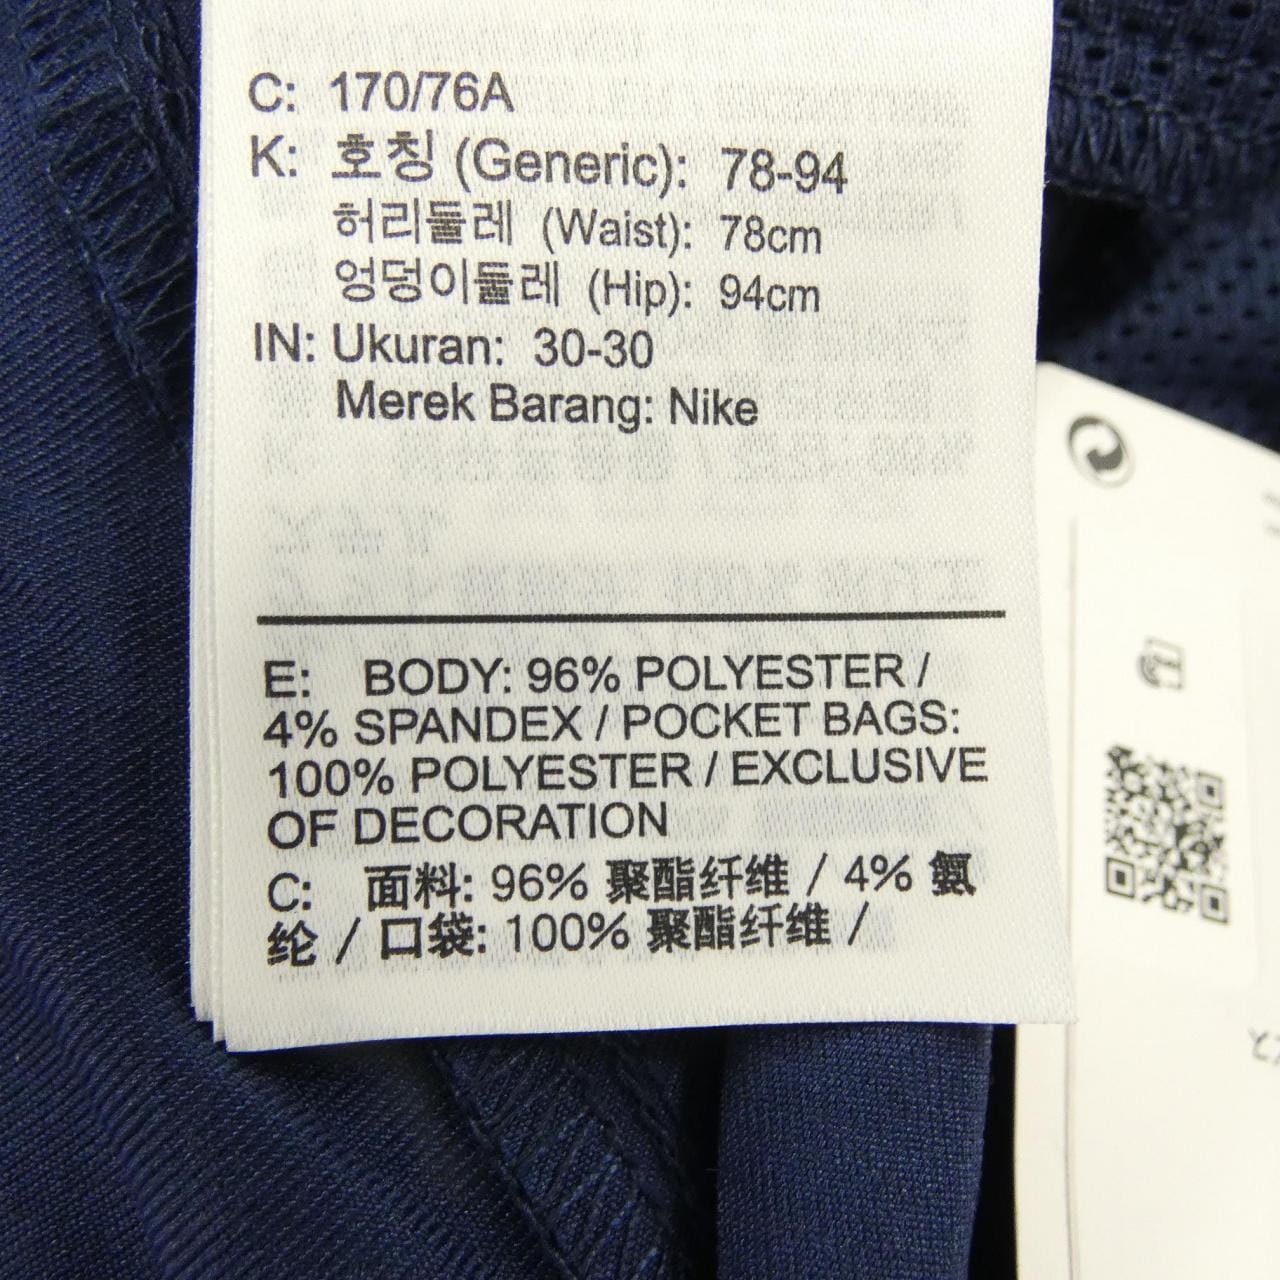 C: 170/76A
K: 호칭 (Generic): 78-94
허리둘레 (Waist): 78cm
엉덩이둘레 (Hip): 94cm
IN: Ukuran: 30-30
Merek Barang: Nike
E: BODY: 96% POLYESTER /
4% SPANDEX / POCKET BAGS:
100% POLYESTER / EXCLUSIVE
OF DECORATION
C: 面料: 96% 聚酯纤维 / 4% 氨
纶 / 口袋: 100% 聚酯纤维 /